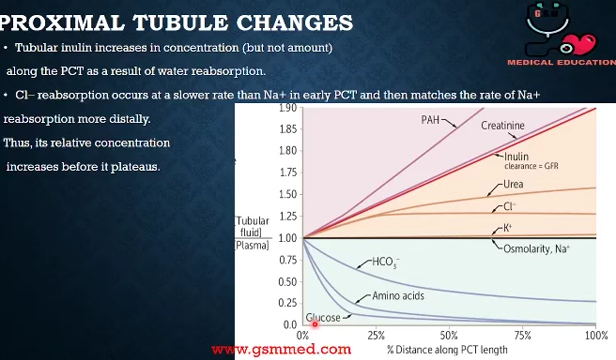 PROXIMAL TUBULE CHANGES
• Tubular inulin increases in concentration (but not amount)
along the PCT as a result of water reabsorption.
• Cl– reabsorption occurs at a slower rate than Na+ in early PCT and then matches the rate of Na+
reabsorption more distally.
Thus, its relative concentration
increases before it plateaus.
GSM
MEDICAL EDUCATION
[Tubular
fluid]
[Plasma]
1.90
1.85
1.80
1.75
1.50
1.25
1.00
0.75
0.50
0.25
0.0
PAH
Creatinine
Inulin
clearance = GFR
Urea
Cl⁻
K⁺
Osmolarity, Na⁺
HCO₃⁻
Amino acids
Glucose
0% 25% 50% 75% 100%
% Distance along PCT length
www.gsmmed.com